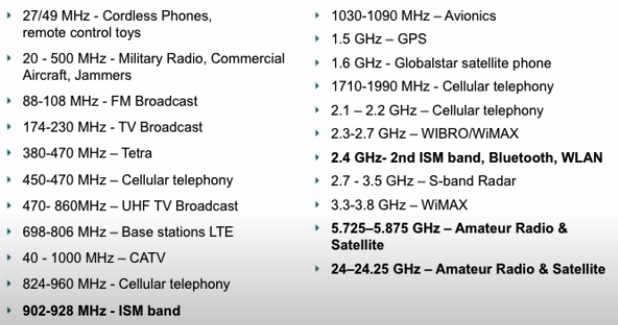 27/49 MHz - Cordless Phones,
remote control toys
20 - 500 MHz - Military Radio, Commercial
Aircraft, Jammers
88-108 MHz - FM Broadcast
174-230 MHz - TV Broadcast
380-470 MHz – Tetra
450-470 MHz – Cellular telephony
470- 860MHz – UHF TV Broadcast
698-806 MHz – Base stations LTE
40 - 1000 MHz – CATV
824-960 MHz - Cellular telephony
902-928 MHz - ISM band
1030-1090 MHz – Avionics
1.5 GHz – GPS
1.6 GHz - Globalstar satellite phone
1710-1990 MHz - Cellular telephony
2.1 – 2.2 GHz – Cellular telephony
2.3-2.7 GHz – WIBRO/WiMAX
2.4 GHz- 2nd ISM band, Bluetooth, WLAN
2.7 - 3.5 GHz – S-band Radar
3.3-3.8 GHz – WiMAX
5.725–5.875 GHz – Amateur Radio &
Satellite
24–24.25 GHz – Amateur Radio & Satellite